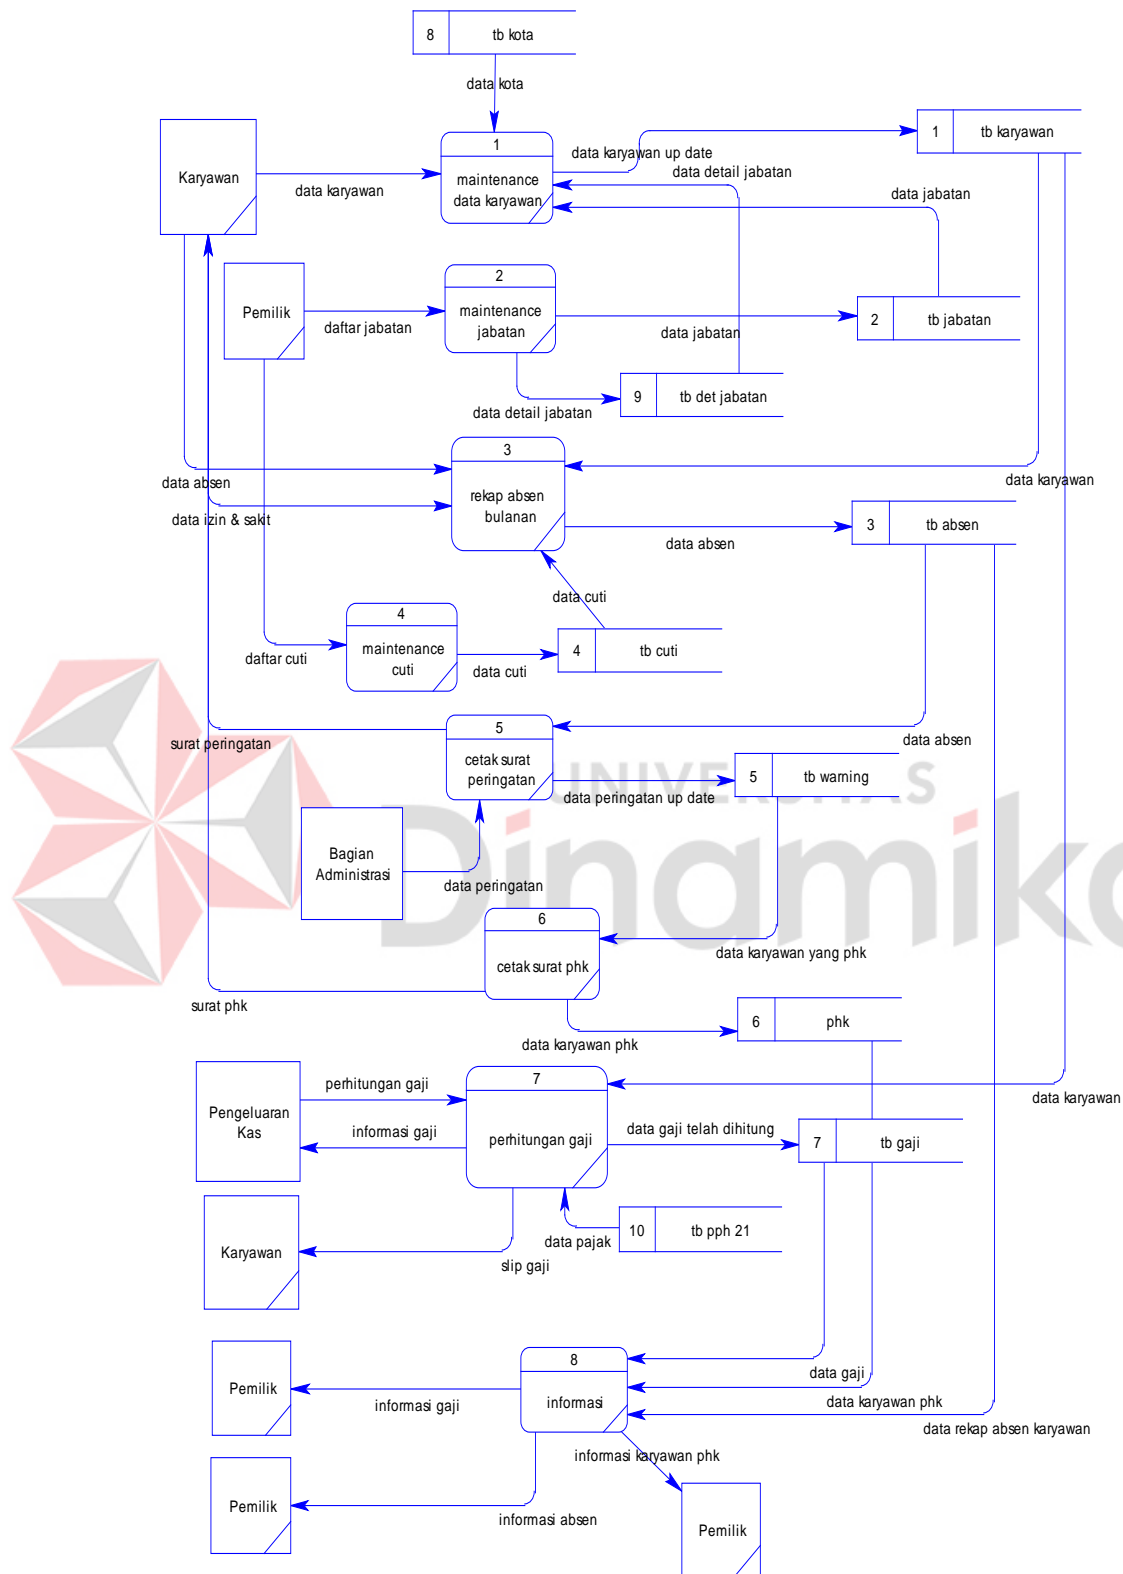 8 tb kota
data kota
1 tb karyawan
1
data karyawan up date
Karyawan
maintenance
data karyawan
data detail jabatan
data karyawan
data jabatan
2
Pemilik
maintenance
jabatan
daftar jabatan
data jabatan
2 tb jabatan
9 tb det jabatan
data detail jabatan
3
rekap absen
bulanan
data absen
data karyawan
data izin & sakit
3 tb absen
data absen
data cuti
4
maintenance
cuti
daftar cuti
data cuti
4 tb cuti
5
cetak surat
peringatan
surat peringatan
data absen
5 tb warning
data peringatan up date
UNIVERSITAS
Dinamika
Bagian
Administrasi
data peringatan
6
cetak surat phk
data karyawan yang phk
surat phk
6 phk
data karyawan phk
7
perhitungan gaji
perhitungan gaji
Pengeluaran
Kas
informasi gaji
data karyawan
data gaji telah dihitung
7 tb gaji
10 tb pph 21
data pajak
Karyawan
slip gaji
8
informasi
Pemilik
informasi gaji
data gaji
data karyawan phk
data rekap absen karyawan
informasi karyawan phk
Pemilik
informasi absen
Pemilik